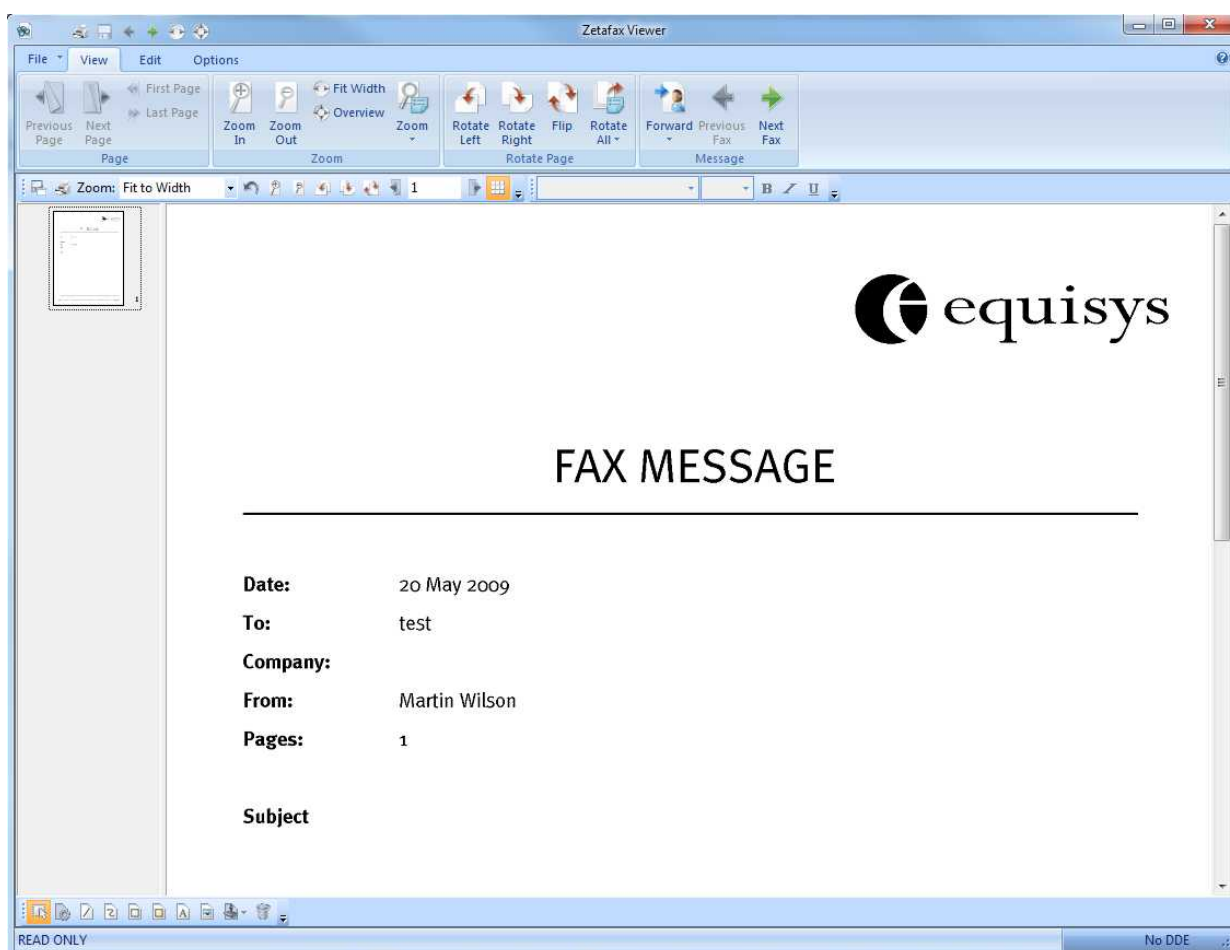 Zetafax Viewer
File View Edit Options
Previous Page
Next Page
First Page
Last Page
Page
Zoom In
Zoom Out
Fit Width
Overview
Zoom
Zoom
Rotate Left
Rotate Right
Flip
Rotate All
Rotate Page
Forward
Previous Fax
Next Fax
Message
Zoom: Fit to Width 1 B I U
1
equisys
FAX MESSAGE
Date: 20 May 2009
To: test
Company:
From: Martin Wilson
Pages: 1
Subject
READ ONLY No DDE